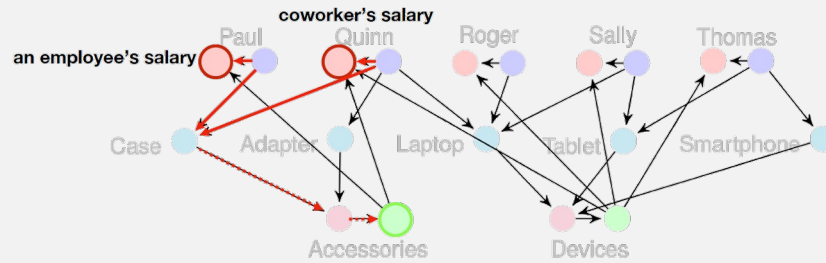 coworker's salary
Paul Quinn Roger Sally Thomas
an employee's salary
Case Adapter Laptop Tablet Smartphone
Accessories Devices